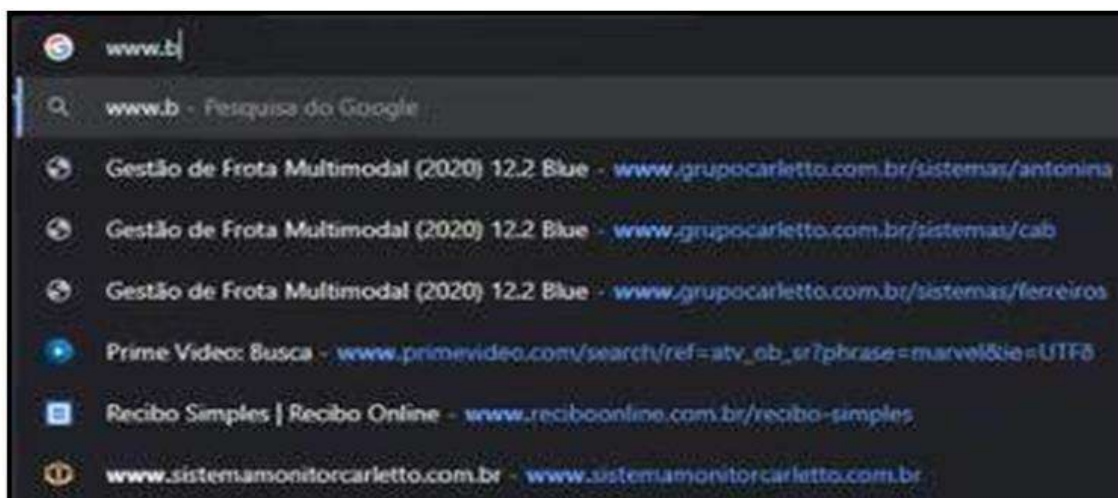 www.b
www.b - Pesquisa do Google
Gestão de Frota Multimodal (2020) 12.2 Blue - www.grupocarletto.com.br/sistemas/antonina
Gestão de Frota Multimodal (2020) 12.2 Blue - www.grupocarletto.com.br/sistemas/cab
Gestão de Frota Multimodal (2020) 12.2 Blue - www.grupocarletto.com.br/sistemas/ferreiros
Prime Video: Busca - www.primevideo.com/search/ref=atv_ob_sr?phrase=marvel&ie=UTF8
Recibo Simples | Recibo Online - www.reciboonline.com.br/recibo-simples
www.sistemamonitorcarletto.com.br - www.sistemamonitorcarletto.com.br